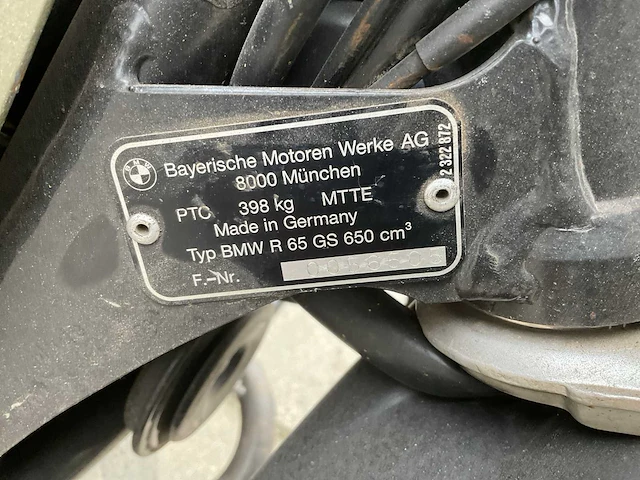 BMW
Bayerische Motoren Werke AG
8000 München
PTC 398 kg MTTE
Made in Germany
Typ BMW R 65 GS 650 cm³
F.-Nr.
2 322 872